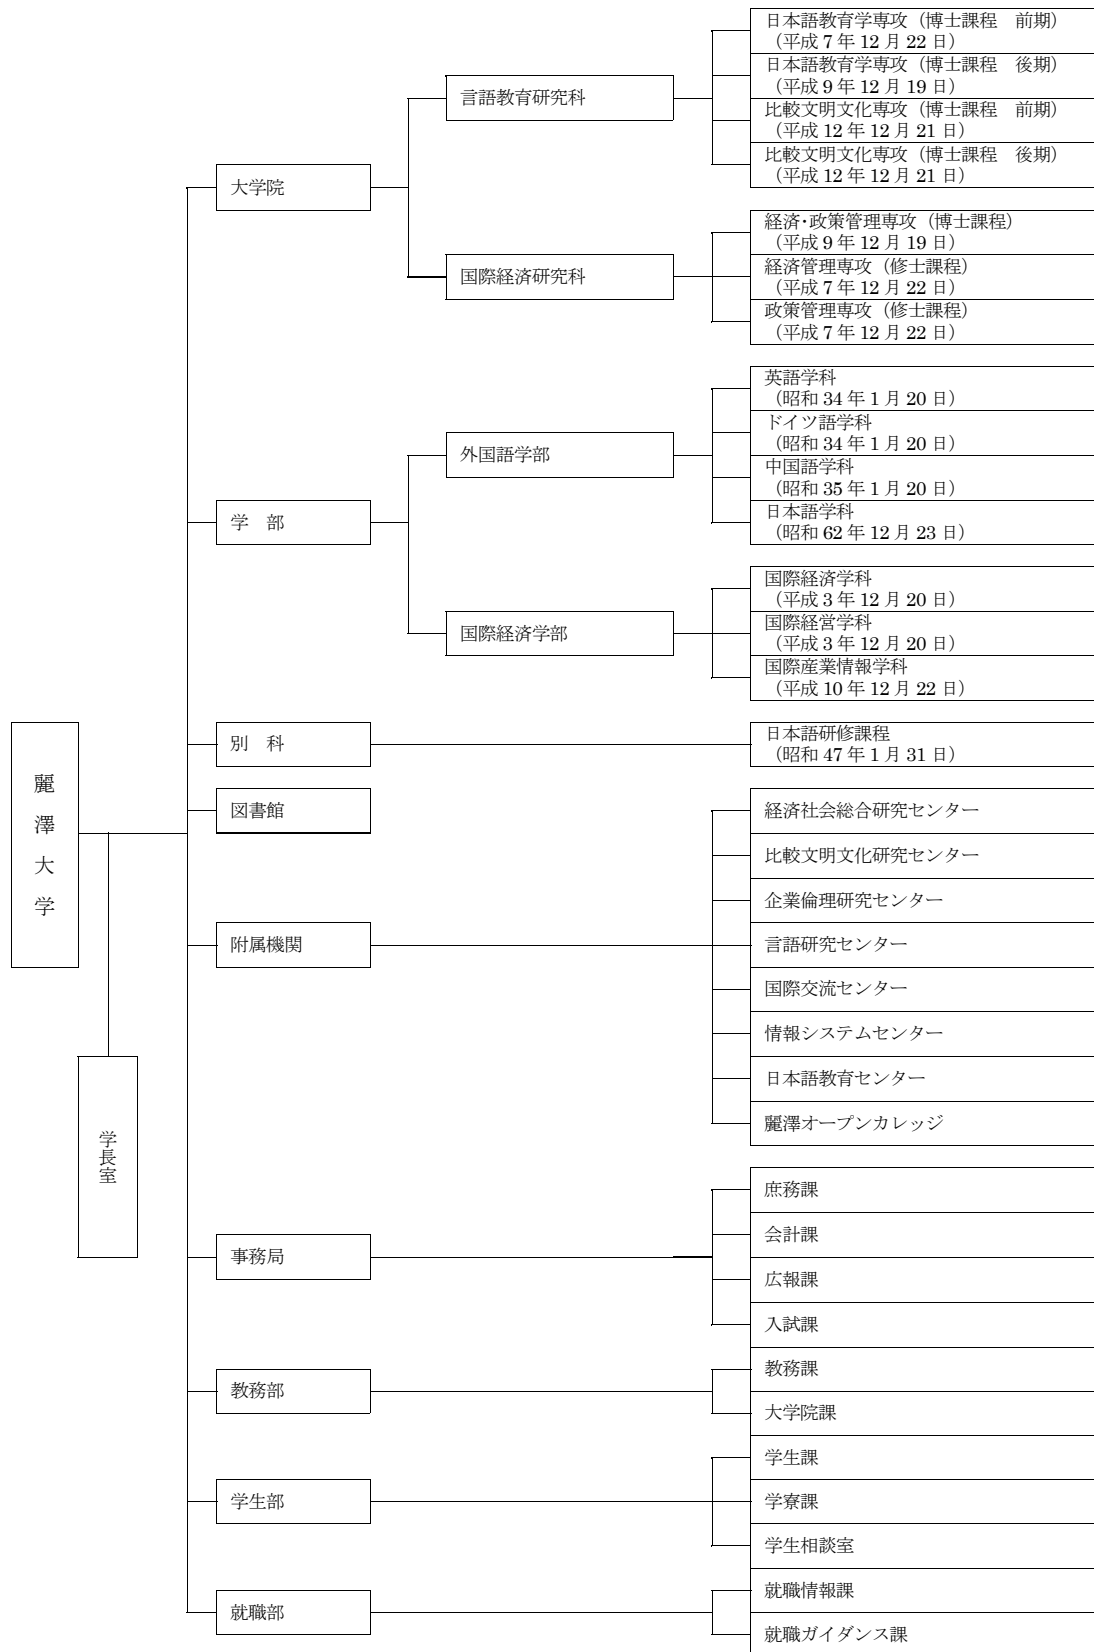 麗澤大学
学長室
大学院
言語教育研究科
日本語教育学専攻（博士課程　前期）
（平成 7 年 12 月 22 日）
日本語教育学専攻（博士課程　後期）
（平成 9 年 12 月 19 日）
比較文明文化専攻（博士課程　前期）
（平成 12 年 12 月 21 日）
比較文明文化専攻（博士課程　後期）
（平成 12 年 12 月 21 日）
国際経済研究科
経済・政策管理専攻（博士課程）
（平成 9 年 12 月 19 日）
経済管理専攻（修士課程）
（平成 7 年 12 月 22 日）
政策管理専攻（修士課程）
（平成 7 年 12 月 22 日）
学　部
外国語学部
英語学科
（昭和 34 年 1 月 20 日）
ドイツ語学科
（昭和 34 年 1 月 20 日）
中国語学科
（昭和 35 年 1 月 20 日）
日本語学科
（昭和 62 年 12 月 23 日）
国際経済学部
国際経済学科
（平成 3 年 12 月 20 日）
国際経営学科
（平成 3 年 12 月 20 日）
国際産業情報学科
（平成 10 年 12 月 22 日）
別　科
日本語研修課程
（昭和 47 年 1 月 31 日）
図書館
附属機関
経済社会総合研究センター
比較文明文化研究センター
企業倫理研究センター
言語研究センター
国際交流センター
情報システムセンター
日本語教育センター
麗澤オープンカレッジ
事務局
庶務課
会計課
広報課
入試課
教務部
教務課
大学院課
学生部
学生課
学寮課
学生相談室
就職部
就職情報課
就職ガイダンス課